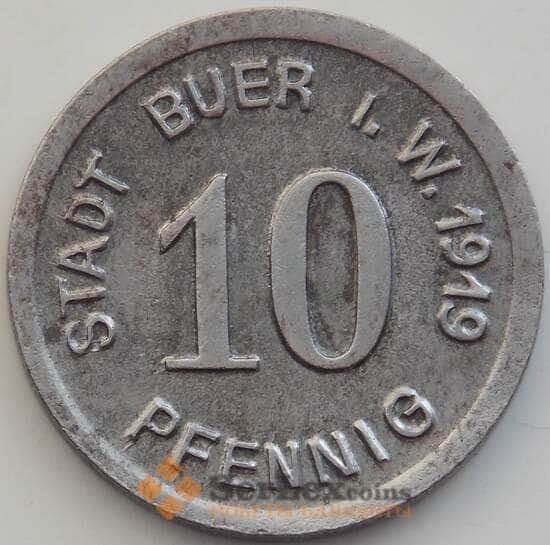 STADT BUER I. W. 1919
10
PFENNIG